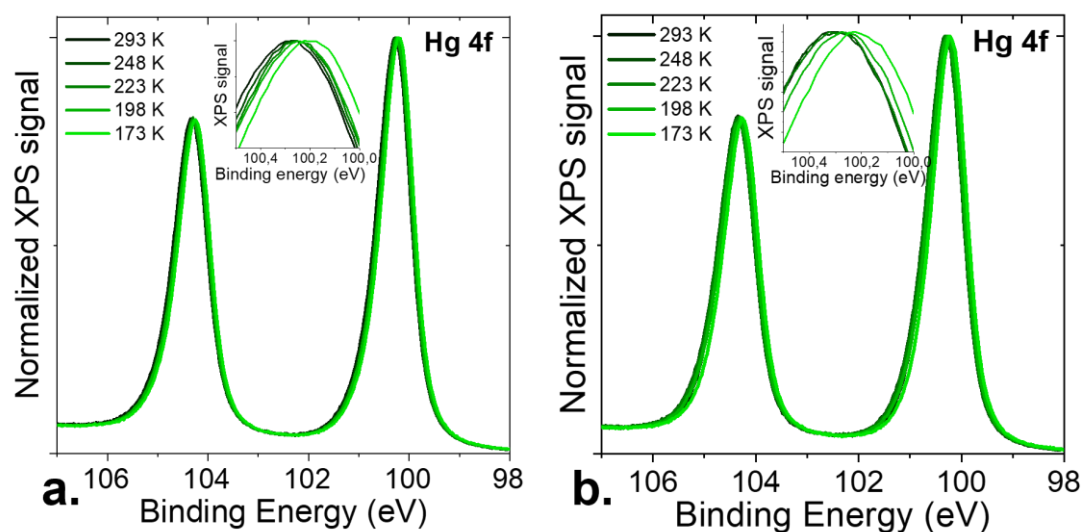 Normalized XPS signal
293 K
248 K
223 K
198 K
173 K
XPS signal
100,4
100,2
100,0
Binding energy (eV)
Hg 4f
106
104
102
100
98
a.
Binding Energy (eV)
Normalized XPS signal
293 K
248 K
223 K
198 K
173 K
XPS signal
100,4
100,2
100,0
Binding energy (eV)
Hg 4f
106
104
102
100
98
b.
Binding Energy (eV)